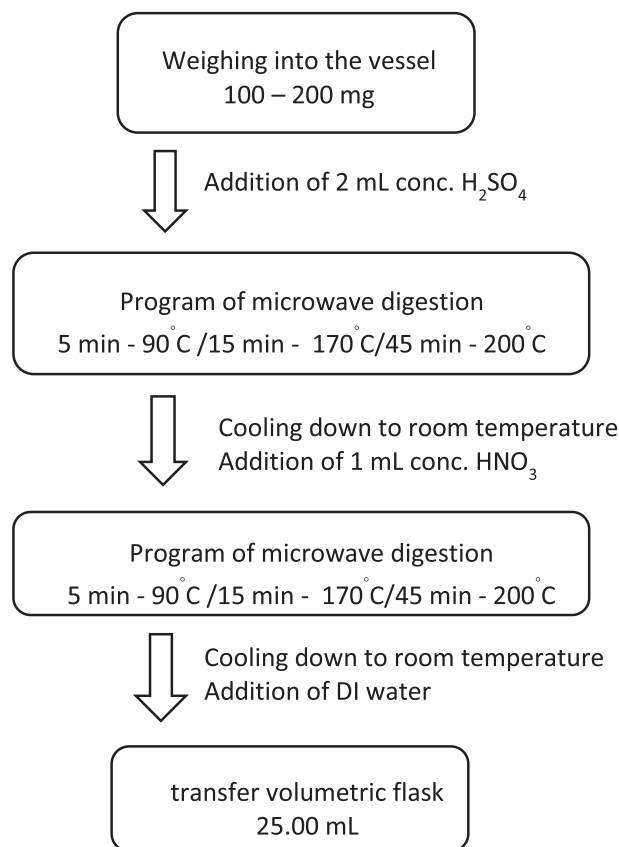 Weighing into the vessel
100 – 200 mg
Addition of 2 mL conc. H₂SO₄
Program of microwave digestion
5 min - 90°C /15 min -  170°C/45 min - 200°C
Cooling down to room temperature
Addition of 1 mL conc. HNO₃
Program of microwave digestion
5 min - 90°C /15 min -  170°C/45 min - 200°C
Cooling down to room temperature
Addition of DI water
transfer volumetric flask
25.00 mL